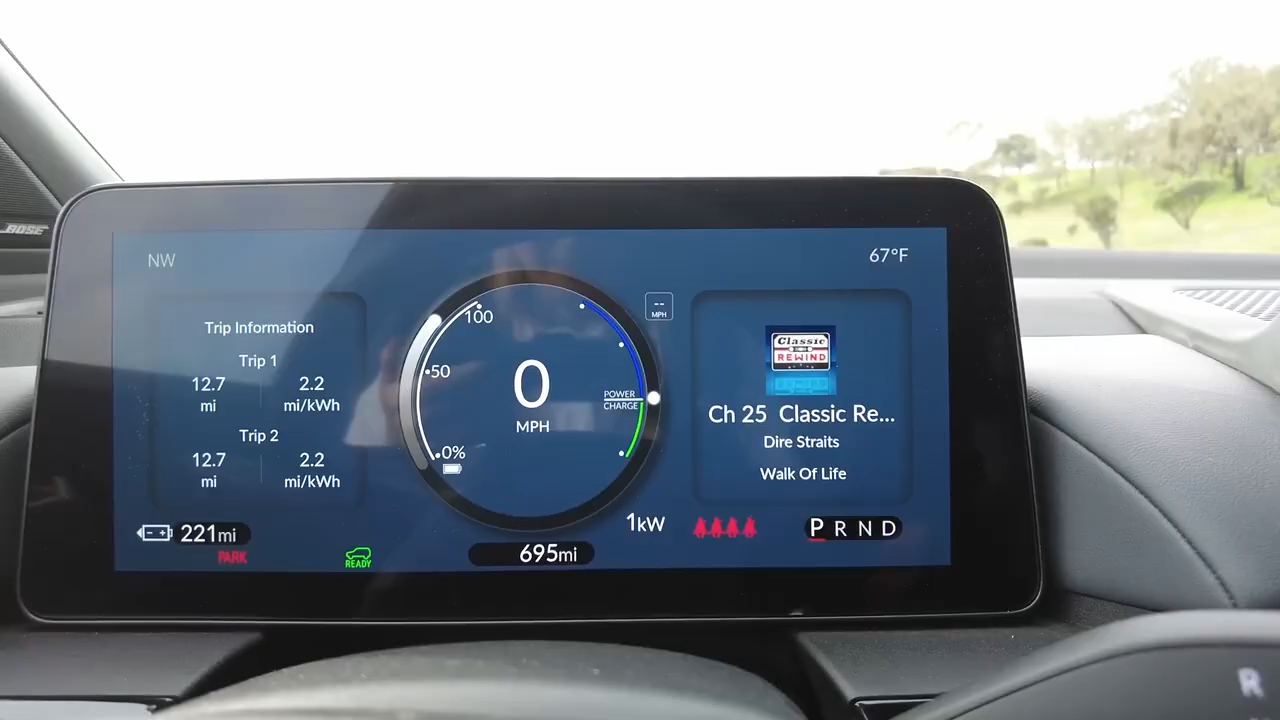 BOSE
NW
67°F
Trip Information
Trip 1
12.7
mi
2.2
mi/kWh
Trip 2
12.7
mi
2.2
mi/kWh
100
50
0%
0
MPH
POWER
CHARGE
--
MPH
Classic
REWIND
Ch 25 Classic Re...
Dire Straits
Walk Of Life
221mi
PARK
READY
695mi
1kW
P R N D
R